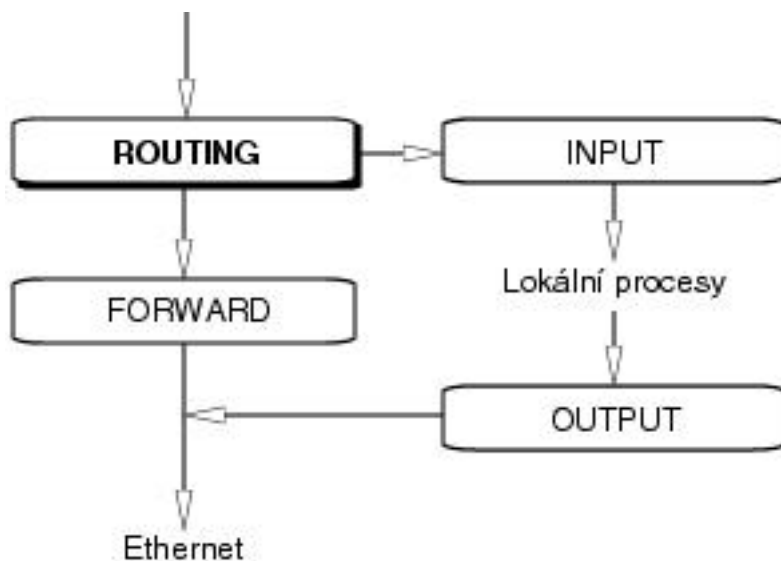 ROUTING
INPUT
Lokální procesy
FORWARD
OUTPUT
Ethernet